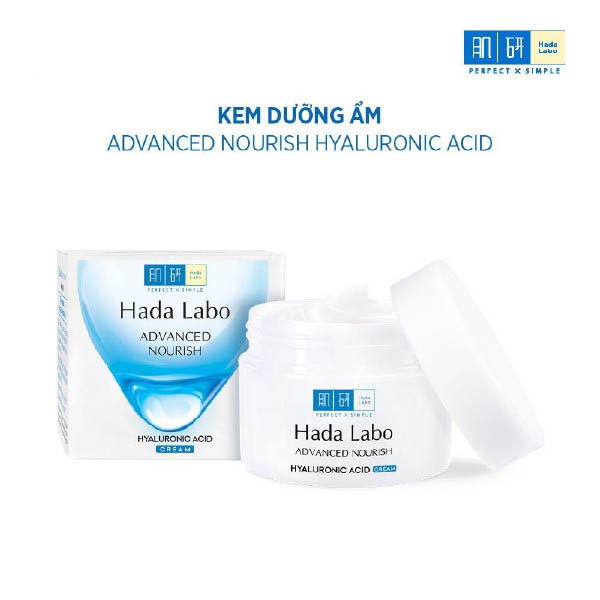 肌 研 Hada Labo
PERFECT X SIMPLE
KEM DƯỠNG ẨM
ADVANCED NOURISH HYALURONIC ACID
肌 研 Hada Labo
PERFECT X SIMPLE
Hada Labo
ADVANCED
NOURISH
HYALURONIC ACID
CREAM
肌 研 Hada Labo
PERFECT X SIMPLE
Hada Labo
ADVANCED NOURISH
HYALURONIC ACID CREAM